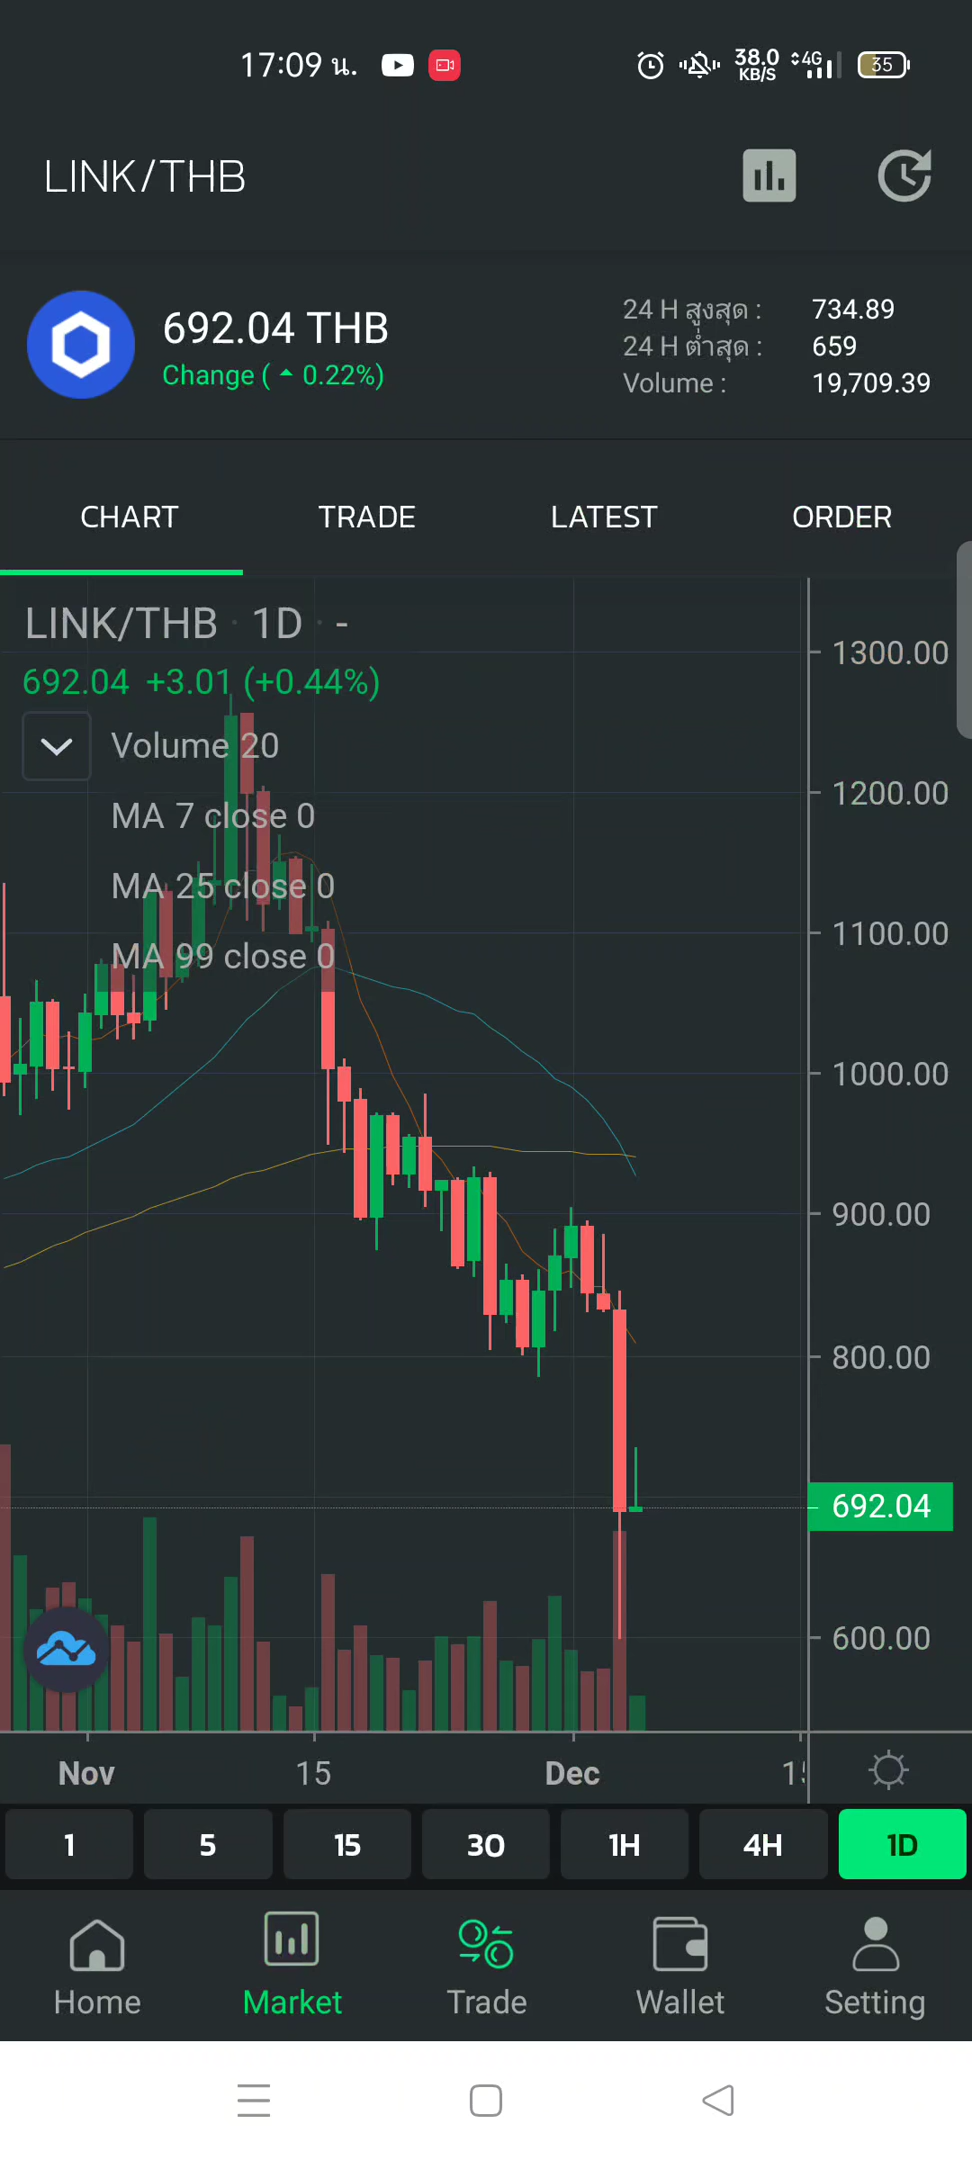 17:09 น.
38.0 KB/S
4G
35
LINK/THB
692.04 THB
Change ( 0.22%)
24 H สูงสุด : 734.89
24 H ต่ำสุด : 659
Volume : 19,709.39
CHART TRADE LATEST ORDER
LINK/THB · 1D · -
692.04 +3.01 (+0.44%)
Volume 20
MA 7 close 0
MA 25 close 0
MA 99 close 0
1300.00
1200.00
1100.00
1000.00
900.00
800.00
692.04
600.00
Nov 15 Dec
1 5 15 30 1H 4H 1D
Home Market Trade Wallet Setting